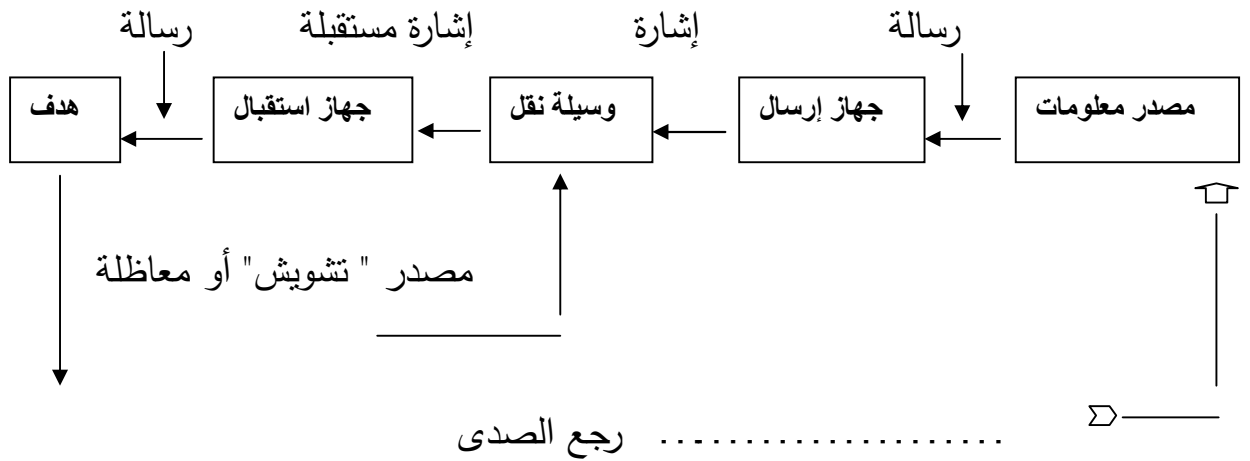 رسالة إشارة إشارة مستقبلة رسالة
مصدر معلومات جهاز إرسال وسيلة نقل جهاز استقبال هدف
مصدر " تشويش" أو معاظلة
رجع الصدى .....................